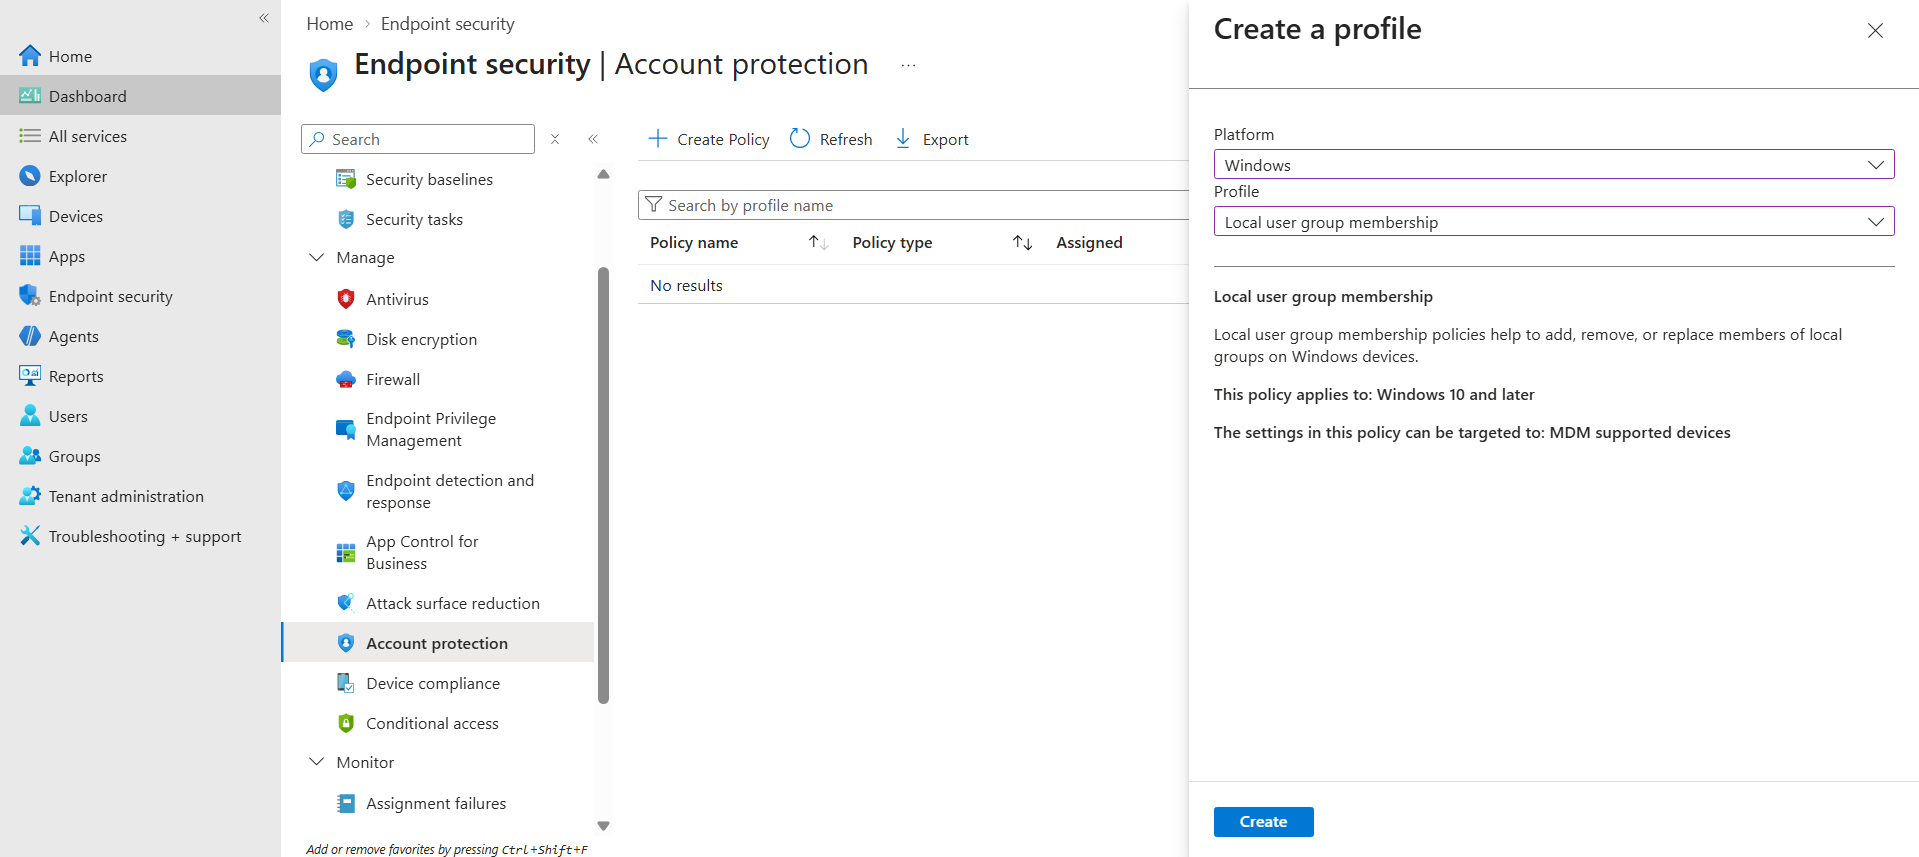 Home
Dashboard
All services
Explorer
Devices
Apps
Endpoint security
Agents
Reports
Users
Groups
Tenant administration
Troubleshooting + support
Home > Endpoint security
Endpoint security | Account protection ...
Search
Security baselines
Security tasks
Manage
Antivirus
Disk encryption
Firewall
Endpoint Privilege
Management
Endpoint detection and
response
App Control for
Business
Attack surface reduction
Account protection
Device compliance
Conditional access
Monitor
Assignment failures
Add or remove favorites by pressing Ctrl+Shift+F
Create Policy Refresh Export
Search by profile name
Policy name Policy type Assigned
No results
Create a profile
Platform
Windows
Profile
Local user group membership
Local user group membership
Local user group membership policies help to add, remove, or replace members of local
groups on Windows devices.
This policy applies to: Windows 10 and later
The settings in this policy can be targeted to: MDM supported devices
Create